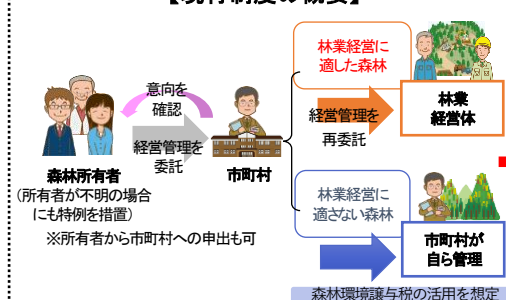 【現行制度の概要】
意向を
確認
経営管理を
委託
森林所有者
(所有者が不明の場合
にも特例を措置)
※所有者から市町村への申出も可
市町村
林業経営に
適した森林
経営管理を
再委託
林業
経営体
林業経営に
適さない森林
市町村が
自ら管理
森林環境譲与税の活用を想定